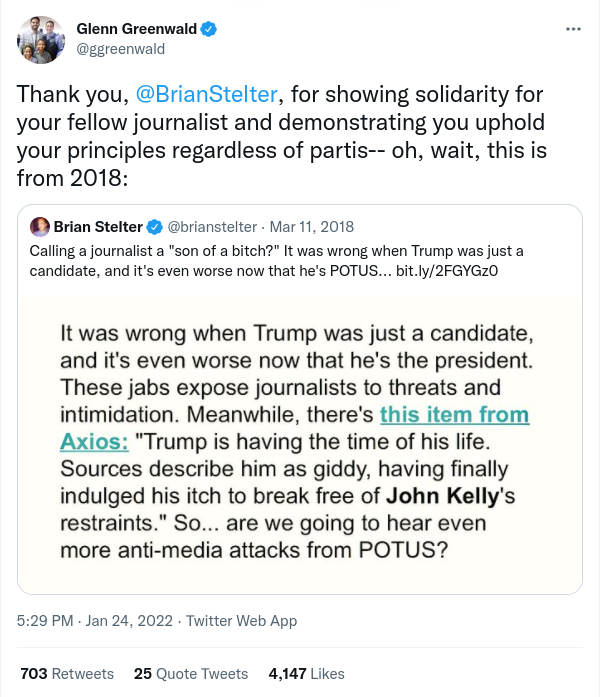 Glenn Greenwald
@ggreenwald
Thank you, @BrianStelter, for showing solidarity for
your fellow journalist and demonstrating you uphold
your principles regardless of partis-- oh, wait, this is
from 2018:
Brian Stelter @brianstelter · Mar 11, 2018
Calling a journalist a "son of a bitch?" It was wrong when Trump was just a
candidate, and it's even worse now that he's POTUS... bit.ly/2FGYGz0
It was wrong when Trump was just a candidate,
and it's even worse now that he's the president.
These jabs expose journalists to threats and
intimidation. Meanwhile, there's this item from
Axios: "Trump is having the time of his life.
Sources describe him as giddy, having finally
indulged his itch to break free of John Kelly's
restraints." So... are we going to hear even
more anti-media attacks from POTUS?
5:29 PM · Jan 24, 2022 · Twitter Web App
703 Retweets 25 Quote Tweets 4,147 Likes